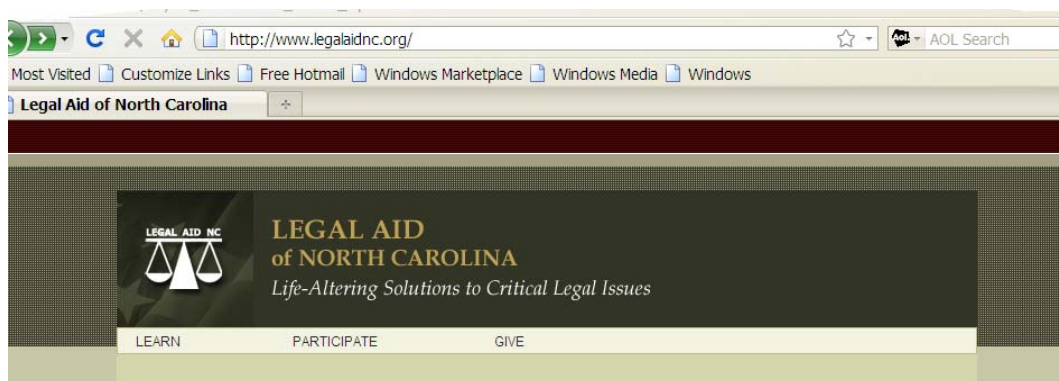 http://www.legalaidnc.org/
AOL
AOL Search
Most Visited Customize Links Free Hotmail Windows Marketplace Windows Media Windows
Legal Aid of North Carolina
LEGAL AID NC
LEGAL AID
of NORTH CAROLINA
Life-Altering Solutions to Critical Legal Issues
LEARN PARTICIPATE GIVE